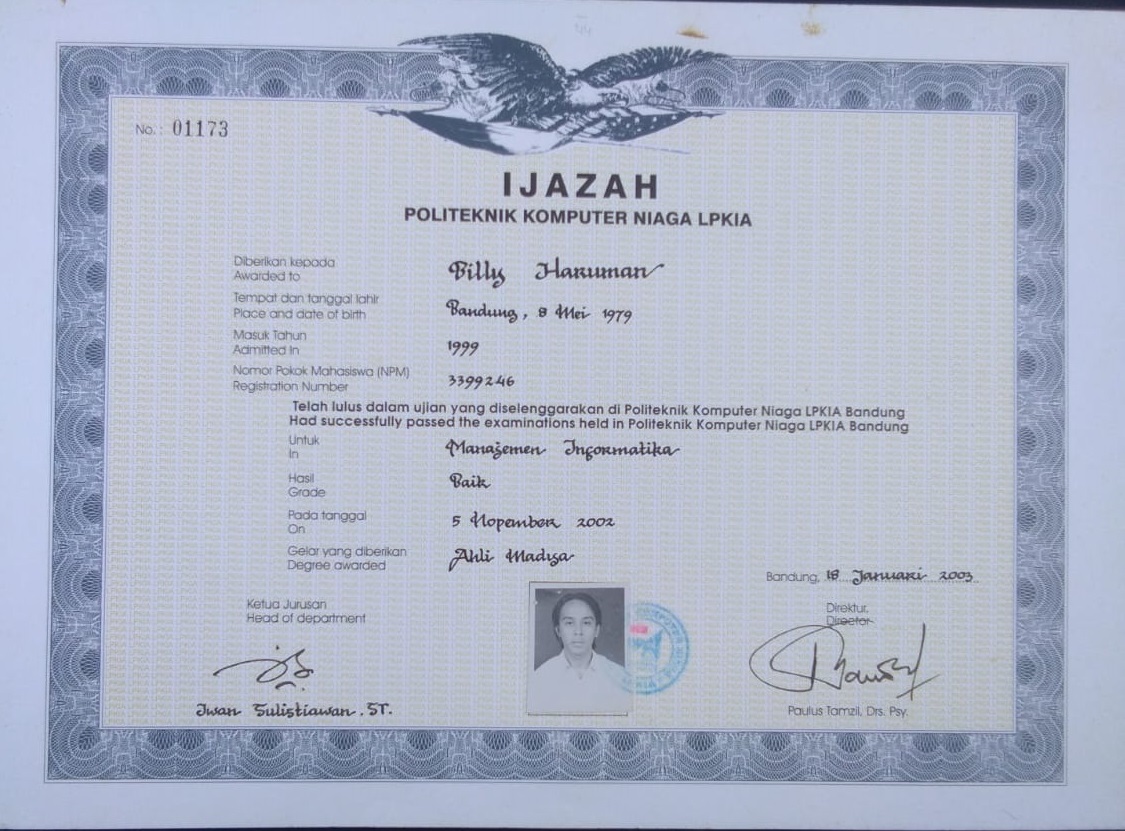 No. : 01173
IJAZAH
POLITEKNIK KOMPUTER NIAGA LPKIA
Diberikan kepada
Awarded to
Billy Hanuman
Tempat dan tanggal lahir
Place and date of birth
Bandung, 8 Mei 1979
Masuk Tahun
Admitted in
1999
Nomor Pokok Mahasiswa (NPM)
Registration Number
3399246
Telah lulus dalam ujian yang diselenggarakan di Politeknik Komputer Niaga LPKIA Bandung
Had successfully passed the examinations held in Politeknik Komputer Niaga LPKIA Bandung
Untuk
In
Manajemen Informatika
Hasil
Grade
Baik
Pada tanggal
On
5 Nopember 2002
Gelar yang diberikan
Degree awarded
Ahli Madya
Bandung, 18 Januari 2003
Ketua Jurusan
Head of department
Direktur,
Director
Iwan Sulistiawan, ST.
Paulus Tamzil, Drs. Psy.